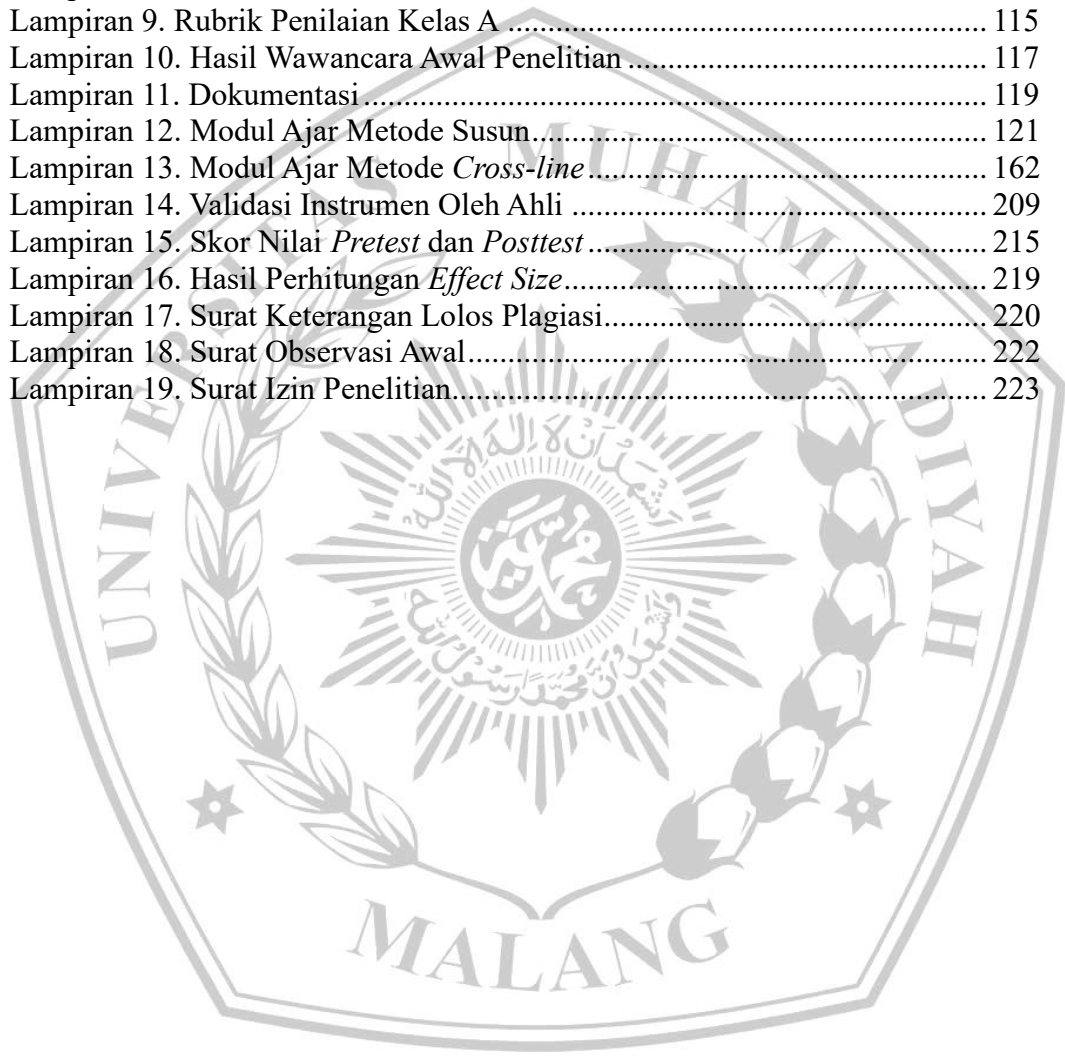 Lampiran 9. Rubrik Penilaian Kelas A ............................................................. 115
Lampiran 10. Hasil Wawancara Awal Penelitian .............................................. 117
Lampiran 11. Dokumentasi ................................................................................ 119
Lampiran 12. Modul Ajar Metode Susun........................................................... 121
Lampiran 13. Modul Ajar Metode Cross-line ................................................... 162
Lampiran 14. Validasi Instrumen Oleh Ahli ..................................................... 209
Lampiran 15. Skor Nilai Pretest dan Posttest ................................................... 215
Lampiran 16. Hasil Perhitungan Effect Size...................................................... 219
Lampiran 17. Surat Keterangan Lolos Plagiasi................................................. 220
Lampiran 18. Surat Observasi Awal................................................................... 222
Lampiran 19. Surat Izin Penelitian..................................................................... 223
UNIVERSITAS MUHAMMADIYAH
MALANG